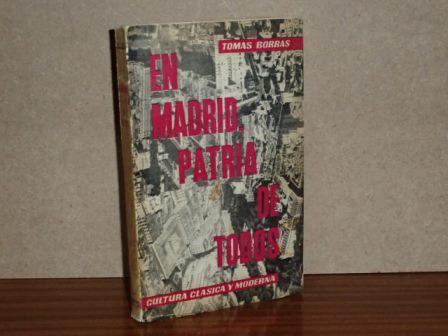 TOMAS BORRAS
EN
MADRID,
PATRIA
DE
TODOS
CULTURA CLASICA Y MODERNA